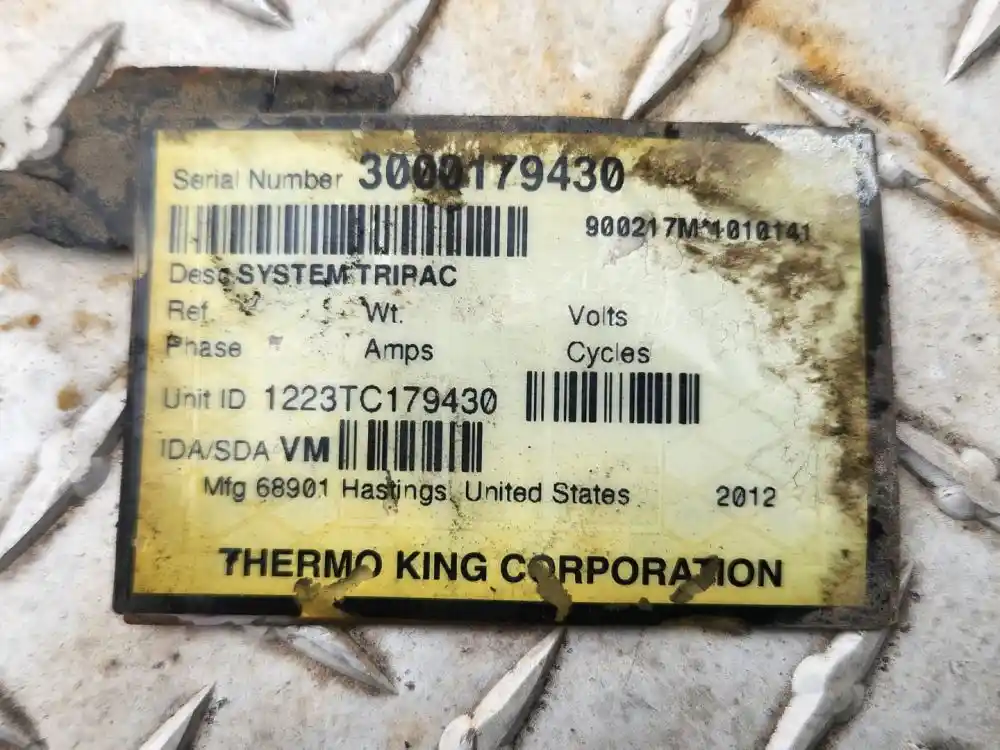 Serial Number 3000179430
900217M*1010141
Desc SYSTEM TRIPAC
Ref. Wt. Volts
Phase Amps Cycles
Unit ID 1223TC179430
IDA/SDA VM
Mfg 68901 Hastings, United States 2012
THERMO KING CORPORATION